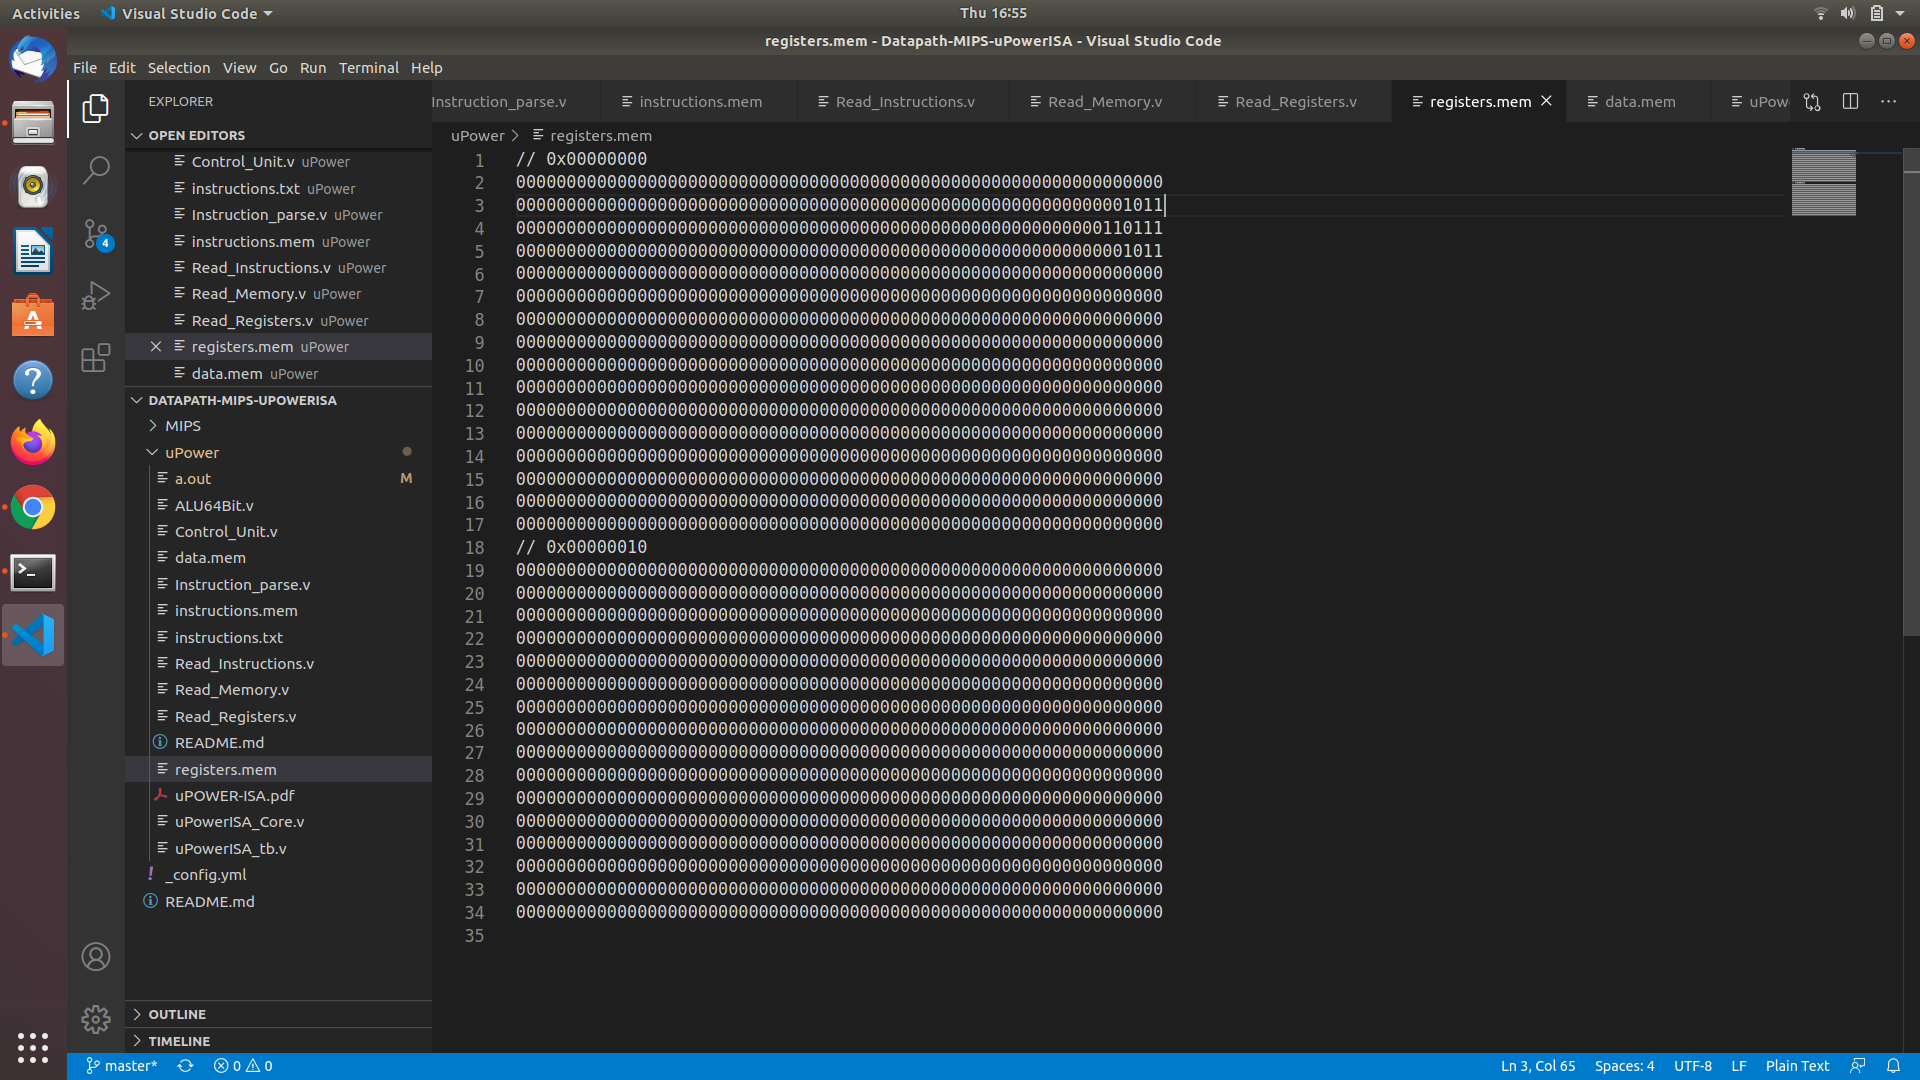 Activities
Visual Studio Code
Thu 16:55
registers.mem - Datapath-MIPS-uPowerISA - Visual Studio Code
File Edit Selection View Go Run Terminal Help
EXPLORER
OPEN EDITORS
Control_Unit.v uPower
instructions.txt uPower
Instruction_parse.v uPower
instructions.mem uPower
Read_Instructions.v uPower
Read_Memory.v uPower
Read_Registers.v uPower
registers.mem uPower
data.mem uPower
DATAPATH-MIPS-UPOWERISA
MIPS
uPower
a.out M
ALU64Bit.v
Control_Unit.v
data.mem
Instruction_parse.v
instructions.mem
instructions.txt
Read_Instructions.v
Read_Memory.v
Read_Registers.v
README.md
registers.mem
uPOWER-ISA.pdf
uPowerISA_Core.v
uPowerISA_tb.v
! _config.yml
README.md
OUTLINE
TIMELINE
4
Instruction_parse.v instructions.mem Read_Instructions.v Read_Memory.v Read_Registers.v registers.mem data.mem uPow
uPower > registers.mem
1 // 0x00000000
2 0000000000000000000000000000000000000000000000000000000000000000
3 0000000000000000000000000000000000000000000000000000000000001011
4 0000000000000000000000000000000000000000000000000000000000110111
5 0000000000000000000000000000000000000000000000000000000000001011
6 0000000000000000000000000000000000000000000000000000000000000000
7 0000000000000000000000000000000000000000000000000000000000000000
8 0000000000000000000000000000000000000000000000000000000000000000
9 0000000000000000000000000000000000000000000000000000000000000000
10 0000000000000000000000000000000000000000000000000000000000000000
11 0000000000000000000000000000000000000000000000000000000000000000
12 0000000000000000000000000000000000000000000000000000000000000000
13 0000000000000000000000000000000000000000000000000000000000000000
14 0000000000000000000000000000000000000000000000000000000000000000
15 0000000000000000000000000000000000000000000000000000000000000000
16 0000000000000000000000000000000000000000000000000000000000000000
17 0000000000000000000000000000000000000000000000000000000000000000
18 // 0x00000010
19 0000000000000000000000000000000000000000000000000000000000000000
20 0000000000000000000000000000000000000000000000000000000000000000
21 0000000000000000000000000000000000000000000000000000000000000000
22 0000000000000000000000000000000000000000000000000000000000000000
23 0000000000000000000000000000000000000000000000000000000000000000
24 0000000000000000000000000000000000000000000000000000000000000000
25 0000000000000000000000000000000000000000000000000000000000000000
26 0000000000000000000000000000000000000000000000000000000000000000
27 0000000000000000000000000000000000000000000000000000000000000000
28 0000000000000000000000000000000000000000000000000000000000000000
29 0000000000000000000000000000000000000000000000000000000000000000
30 0000000000000000000000000000000000000000000000000000000000000000
31 0000000000000000000000000000000000000000000000000000000000000000
32 0000000000000000000000000000000000000000000000000000000000000000
33 0000000000000000000000000000000000000000000000000000000000000000
34 0000000000000000000000000000000000000000000000000000000000000000
35
master* 0 0
Ln 3, Col 65 Spaces: 4 UTF-8 LF Plain Text